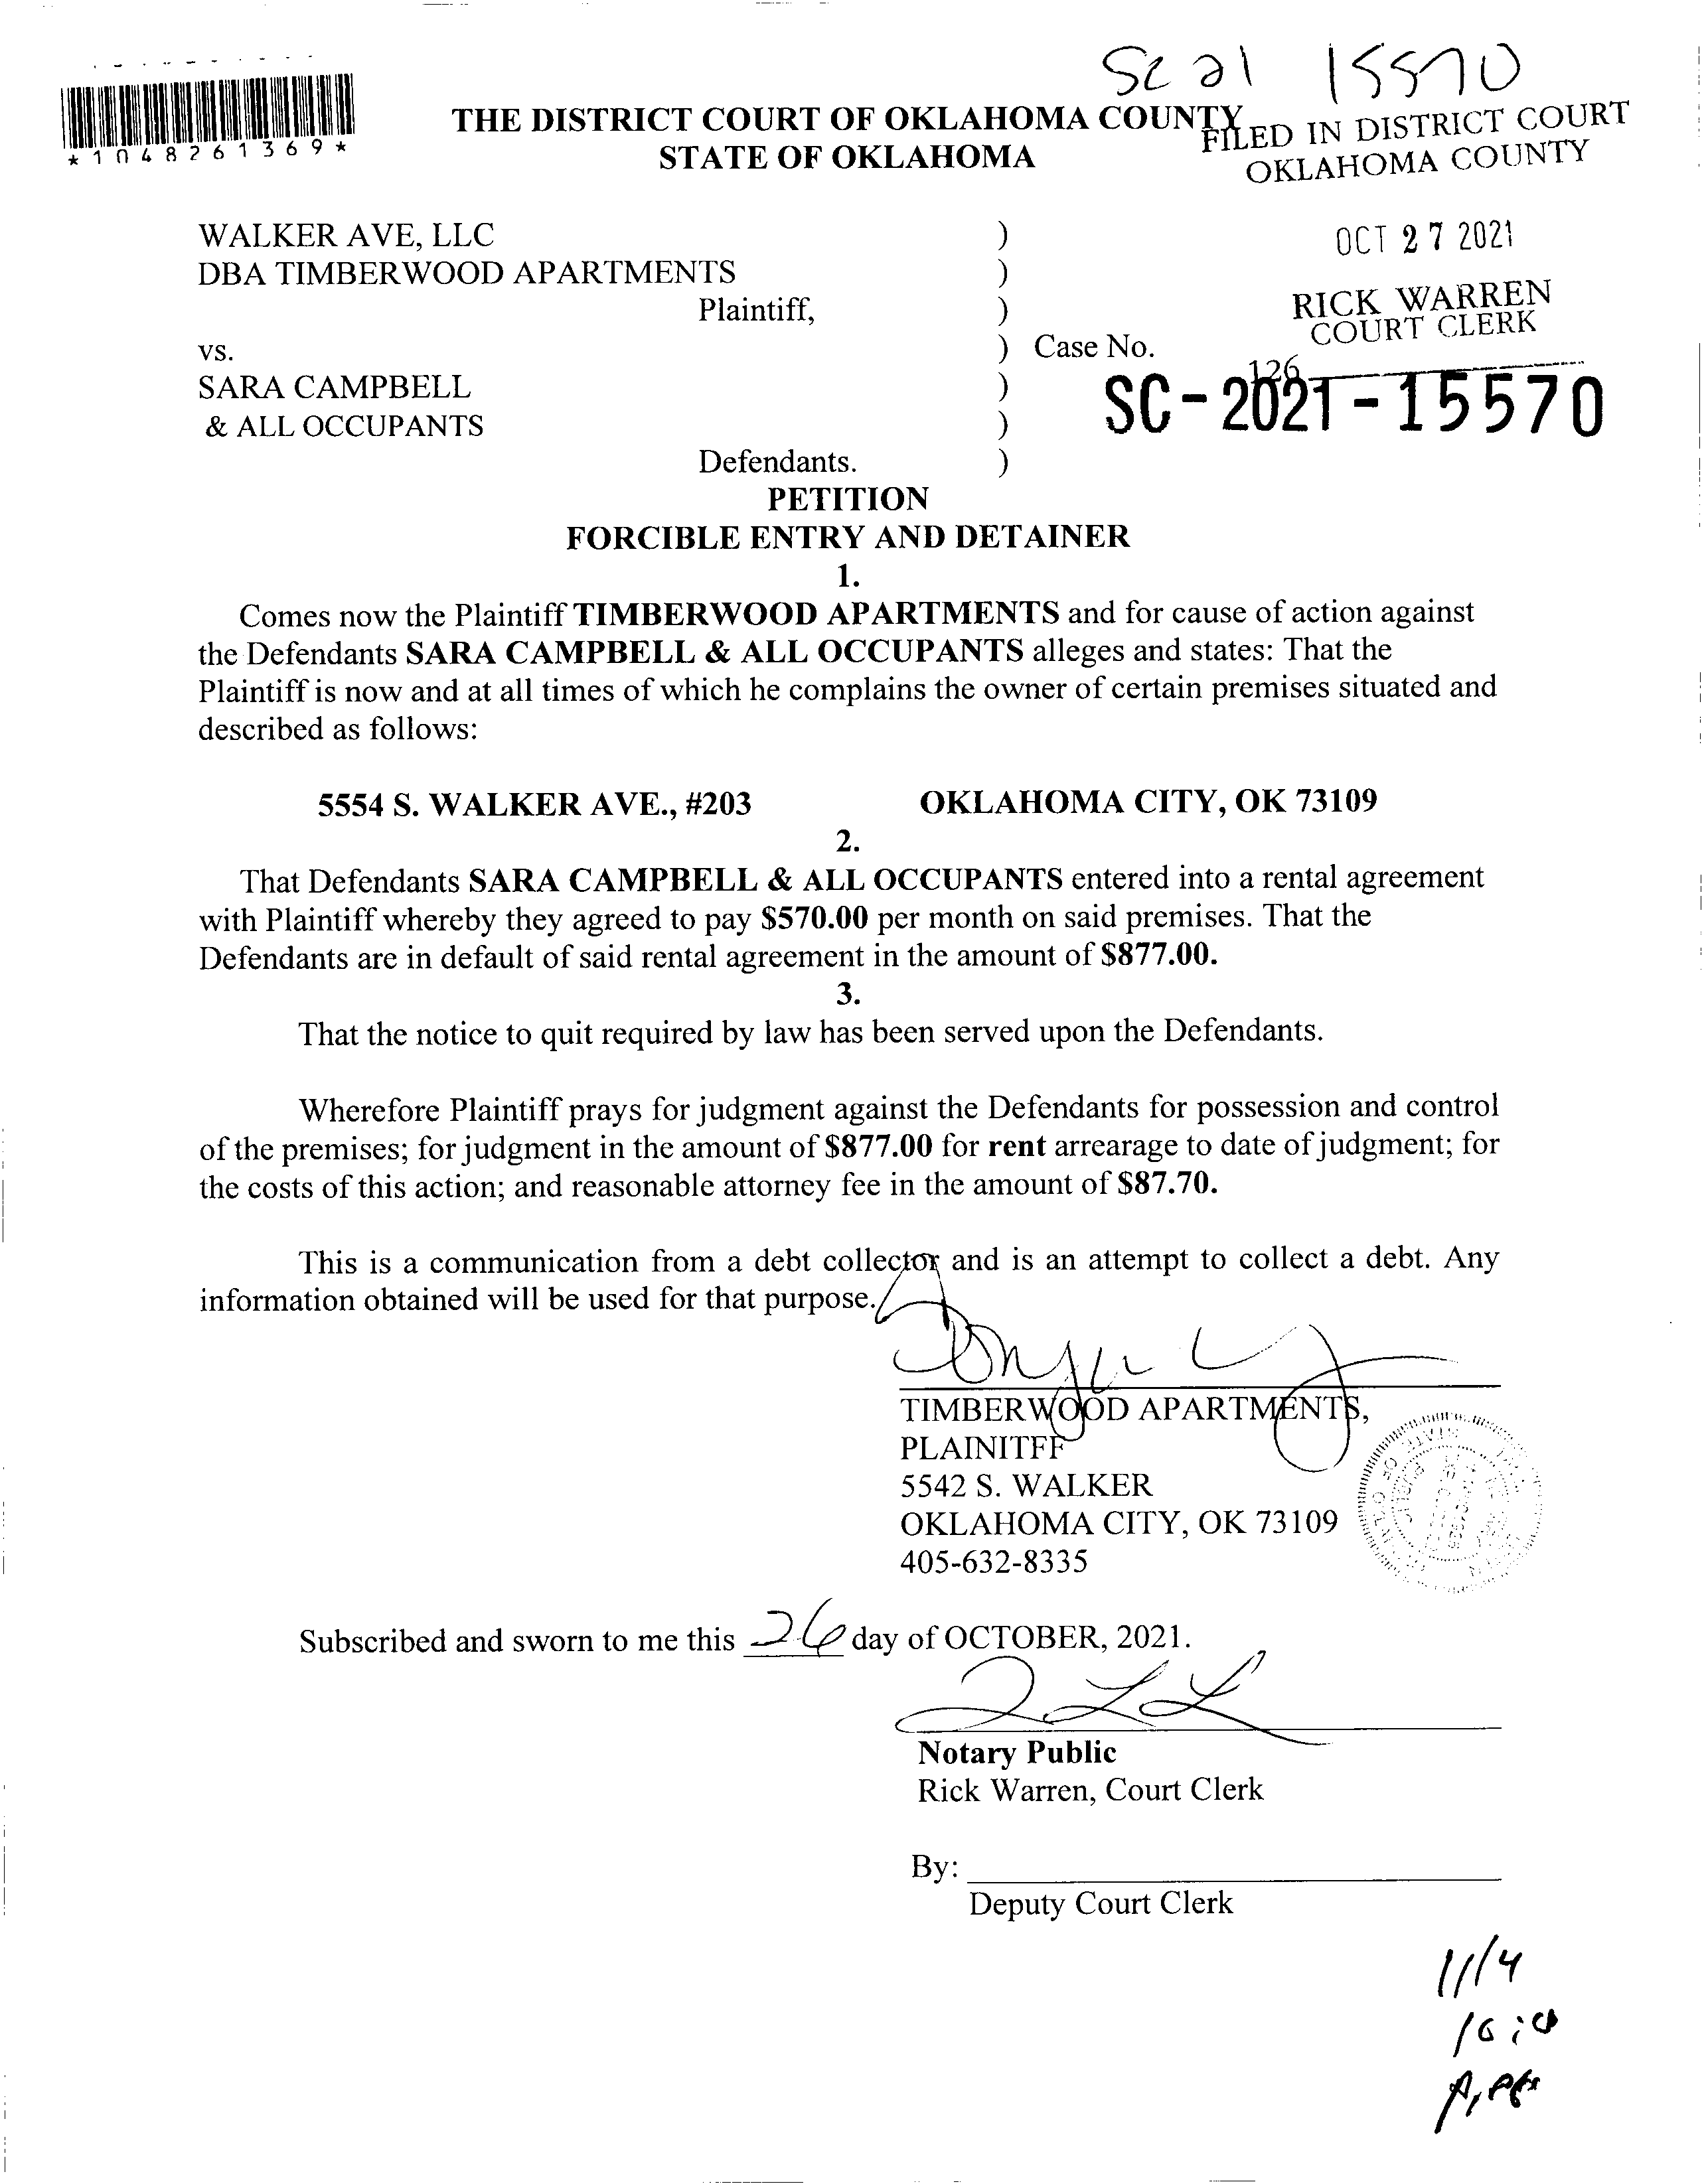 SC 21 15570
*1048261369*
THE DISTRICT COURT OF OKLAHOMA COUNTY
STATE OF OKLAHOMA
FILED IN DISTRICT COURT
OKLAHOMA COUNTY
OCT 27 2021
RICK WARREN
COURT CLERK
126
WALKER AVE, LLC )
DBA TIMBERWOOD APARTMENTS )
Plaintiff, )
vs. ) Case No.
SARA CAMPBELL ) SC-2021-15570
& ALL OCCUPANTS )
Defendants. )
PETITION
FORCIBLE ENTRY AND DETAINER
1.
Comes now the Plaintiff TIMBERWOOD APARTMENTS and for cause of action against
the Defendants SARA CAMPBELL & ALL OCCUPANTS alleges and states: That the
Plaintiff is now and at all times of which he complains the owner of certain premises situated and
described as follows:
5554 S. WALKER AVE., #203 OKLAHOMA CITY, OK 73109
2.
That Defendants SARA CAMPBELL & ALL OCCUPANTS entered into a rental agreement
with Plaintiff whereby they agreed to pay $570.00 per month on said premises. That the
Defendants are in default of said rental agreement in the amount of $877.00.
3.
That the notice to quit required by law has been served upon the Defendants.
Wherefore Plaintiff prays for judgment against the Defendants for possession and control
of the premises; for judgment in the amount of $877.00 for rent arrearage to date of judgment; for
the costs of this action; and reasonable attorney fee in the amount of $87.70.
This is a communication from a debt collector and is an attempt to collect a debt. Any
information obtained will be used for that purpose.
TIMBERWOOD APARTMENTS,
PLAINITFF
5542 S. WALKER
OKLAHOMA CITY, OK 73109
405-632-8335
Subscribed and sworn to me this 26 day of OCTOBER, 2021.
Notary Public
Rick Warren, Court Clerk
By:
Deputy Court Clerk
11/4